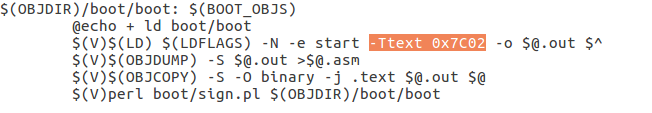 $(OBJDIR)/boot/boot: $(BOOT_OBJS)
@echo + ld boot/boot
$(V)$(LD) $(LDFLAGS) -N -e start -Ttext 0x7C02 -o $@.out $^
$(V)$(OBJDUMP) -S $@.out >$@.asm
$(V)$(OBJCOPY) -S -O binary -j .text $@.out $@
$(V)perl boot/sign.pl $(OBJDIR)/boot/boot